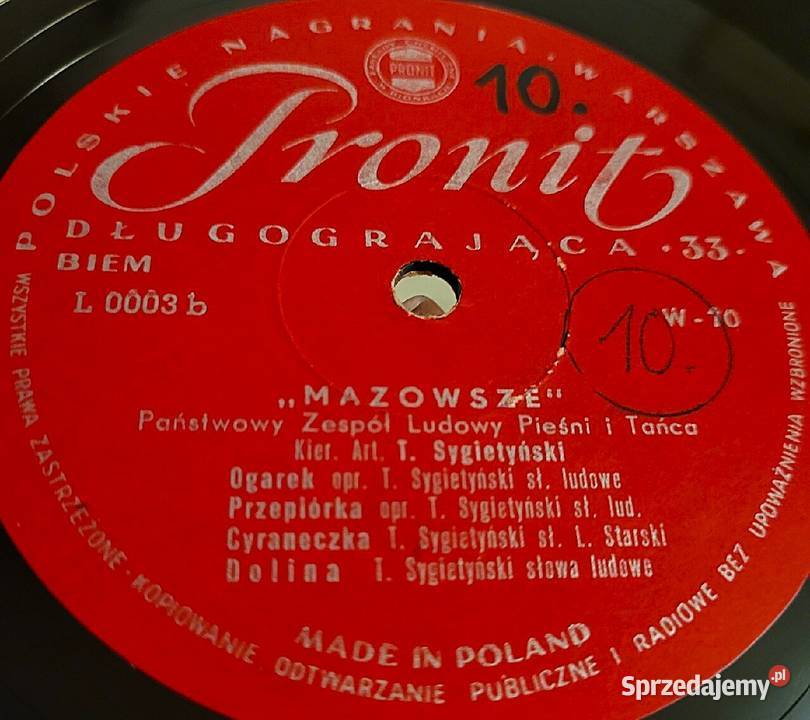 POLSKIE NAGRANIA · WARSZAWA
PRONIT
10.
Pronit
DŁUGOGRAJĄCA · 33 ·
BIEM
L 0003 b
W-10
10.
„MAZOWSZE"
Państwowy Zespół Ludowy Pieśni i Tańca
Kier. Art. T. Sygietyński
Ogarek opr. T. Sygietyński sł. ludowe
Przepiórka opr. T. Sygietyński sł. lud.
Cyraneczka T. Sygietyński sł. L. Starski
Dolina T. Sygietyński słowa ludowe
MADE IN POLAND
WSZYSTKIE PRAWA ZASTRZEŻONE · KOPIOWANIE, ODTWARZANIE PUBLICZNE I RADIOWE BEZ UPOWAŻNIENIA WZBRONIONE
Sprzedajemy.pl